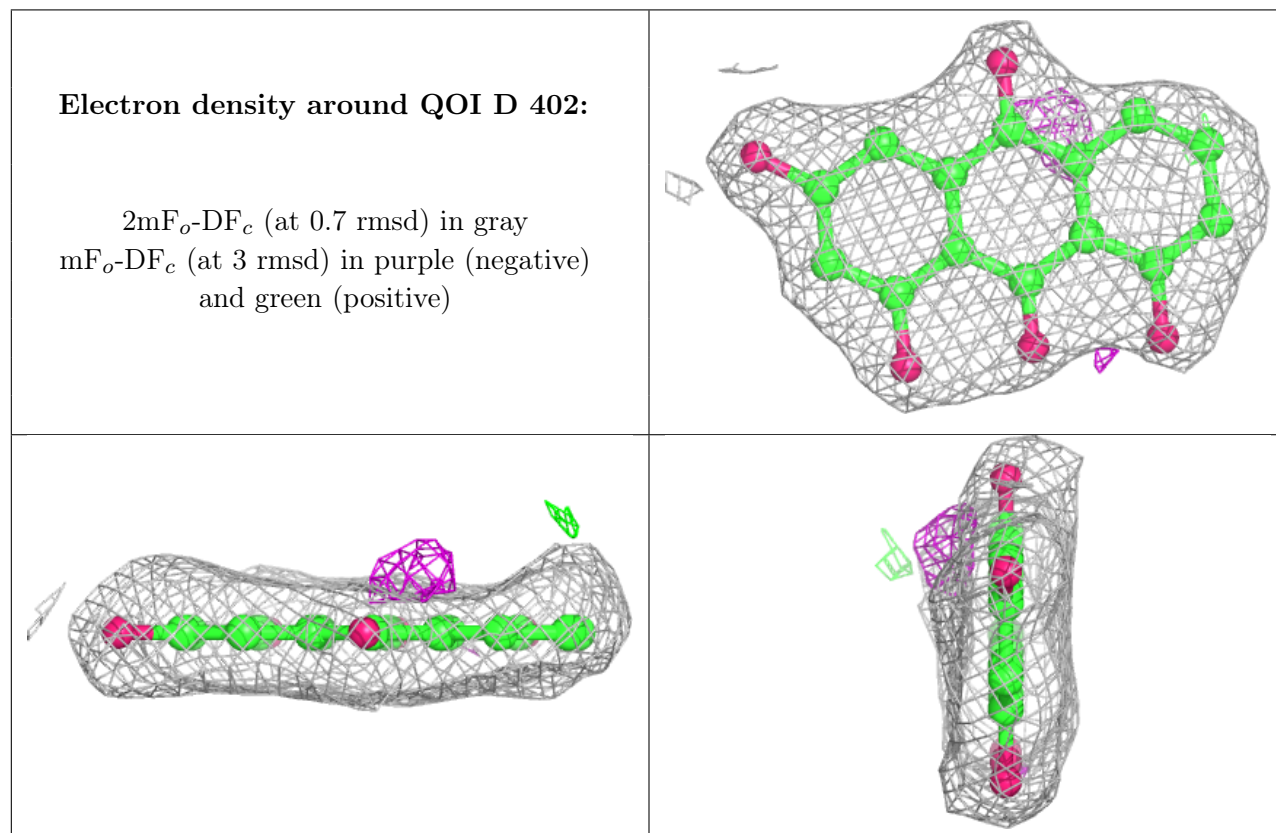 Electron density around QOI D 402:
2mFo-DFc (at 0.7 rmsd) in gray
mFo-DFc (at 3 rmsd) in purple (negative)
and green (positive)